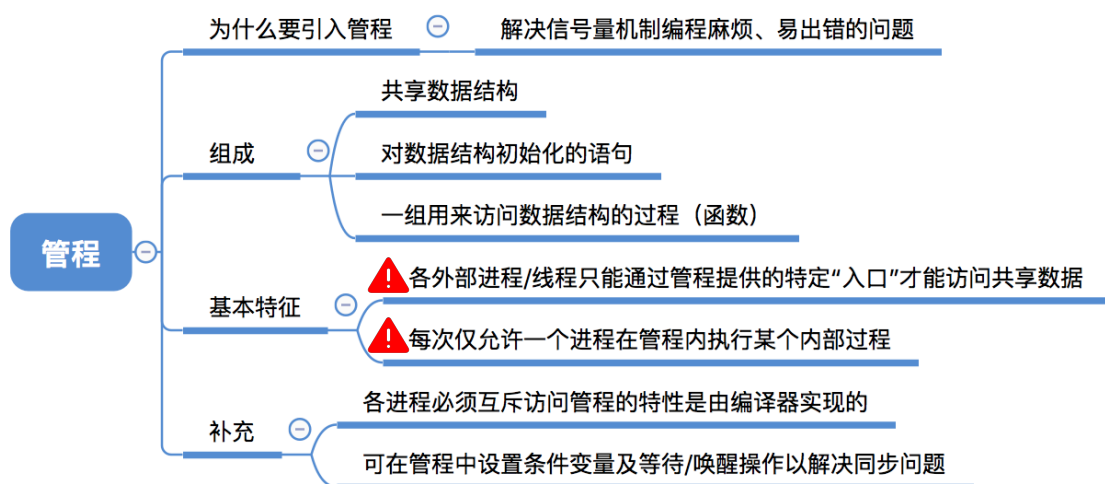 为什么要引入管程
解决信号量机制编程麻烦、易出错的问题
共享数据结构
组成
对数据结构初始化的语句
一组用来访问数据结构的过程（函数）
管程
各外部进程/线程只能通过管程提供的特定“入口”才能访问共享数据
基本特征
每次仅允许一个进程在管程内执行某个内部过程
各进程必须互斥访问管程的特性是由编译器实现的
补充
可在管程中设置条件变量及等待/唤醒操作以解决同步问题